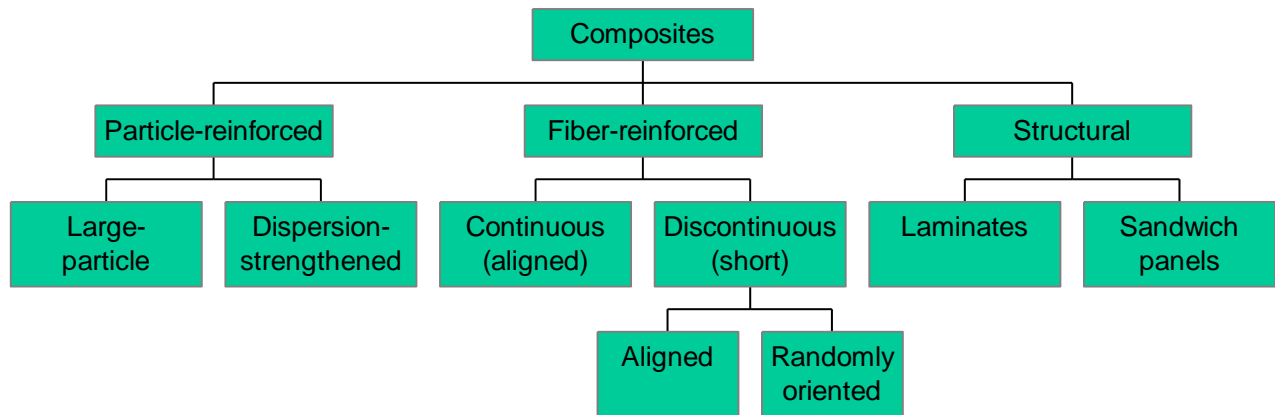 Composites
Particle-reinforced
Fiber-reinforced
Structural
Large-
particle
Dispersion-
strengthened
Continuous
(aligned)
Discontinuous
(short)
Laminates
Sandwich
panels
Aligned
Randomly
oriented